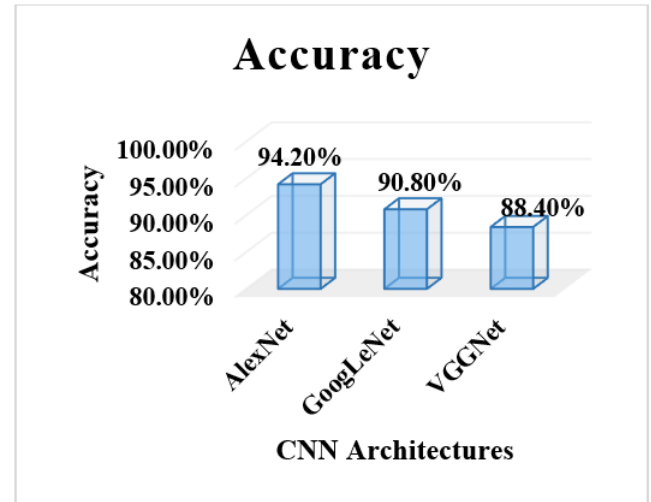 Accuracy
Accuracy
100.00%
95.00%
90.00%
85.00%
80.00%
94.20%
90.80%
88.40%
AlexNet
GoogLeNet
VGGNet
CNN Architectures